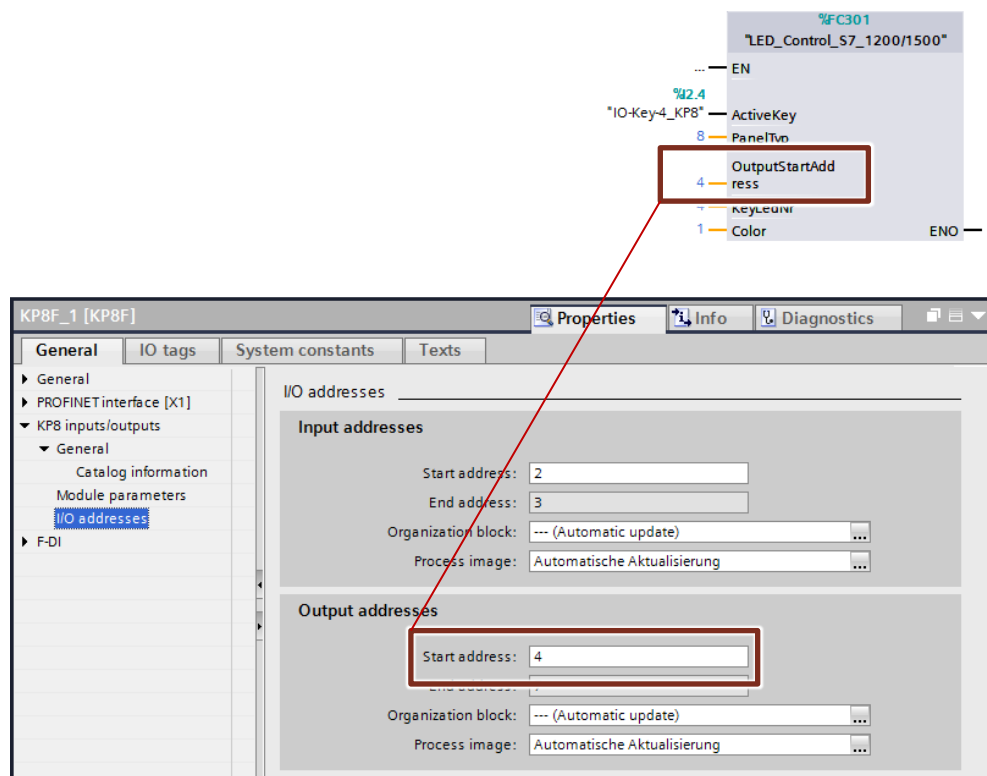 %FC301
"LED_Control_S7_1200/1500"
... EN
%I2.4
"IO-Key-4_KP8" ActiveKey
8 PanelTyp
OutputStartAdd
4 ress
4 KeyLedNr
1 Color ENO
KP8F_1 [KP8F] Properties Info Diagnostics
General IO tags System constants Texts
General
PROFINET interface [X1]
KP8 inputs/outputs
General
Catalog information
Module parameters
I/O addresses
F-DI
I/O addresses
Input addresses
Start address: 2
End address: 3
Organization block: --- (Automatic update) ...
Process image: Automatische Aktualisierung ...
Output addresses
Start address: 4
End address:
Organization block: --- (Automatic update) ...
Process image: Automatische Aktualisierung ...